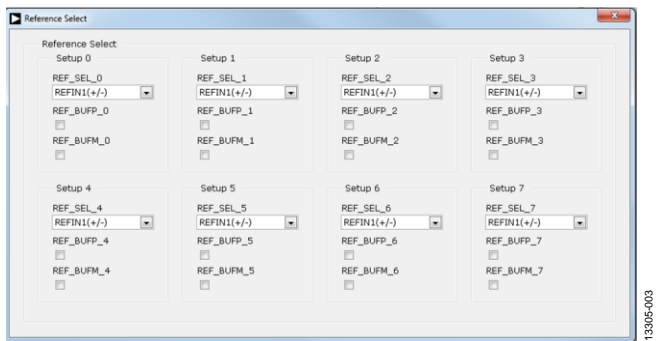 Reference Select
Reference Select
Setup 0
REF_SEL_0
REFIN1(+/-)
REF_BUFP_0
REF_BUFM_0
Setup 1
REF_SEL_1
REFIN1(+/-)
REF_BUFP_1
REF_BUFM_1
Setup 2
REF_SEL_2
REFIN1(+/-)
REF_BUFP_2
REF_BUFM_2
Setup 3
REF_SEL_3
REFIN1(+/-)
REF_BUFP_3
REF_BUFM_3
Setup 4
REF_SEL_4
REFIN1(+/-)
REF_BUFP_4
REF_BUFM_4
Setup 5
REF_SEL_5
REFIN1(+/-)
REF_BUFP_5
REF_BUFM_5
Setup 6
REF_SEL_6
REFIN1(+/-)
REF_BUFP_6
REF_BUFM_6
Setup 7
REF_SEL_7
REFIN1(+/-)
REF_BUFP_7
REF_BUFM_7
13305-003